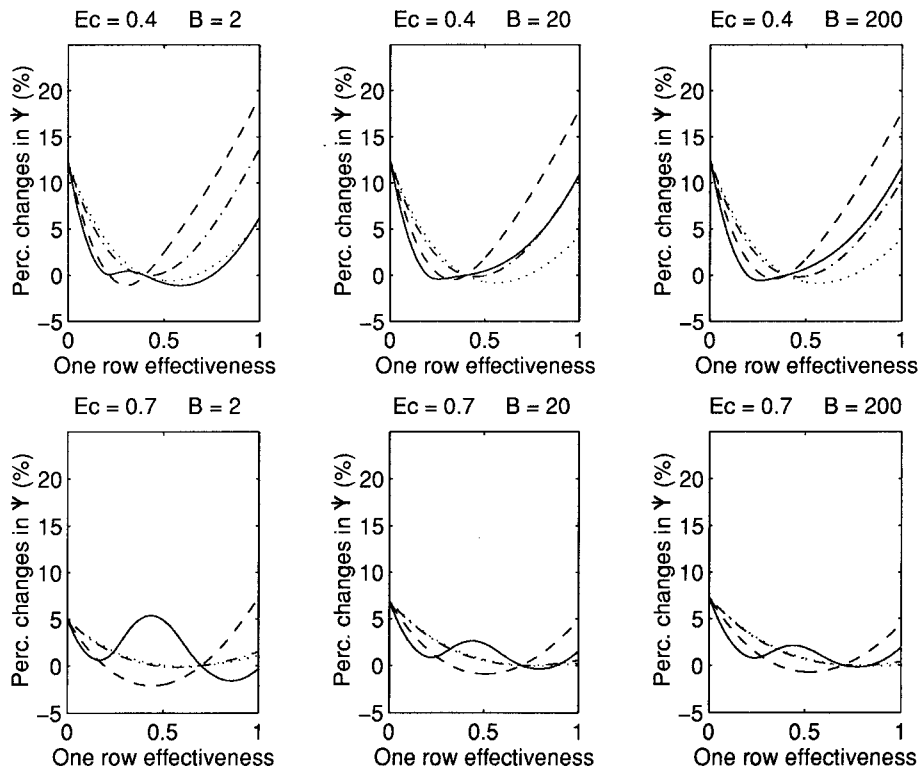 Ec = 0.4 B = 2
Perc. changes in Ψ (%)
20
15
10
5
0
−5
0 0.5 1
One row effectiveness
Ec = 0.4 B = 20
Perc. changes in Ψ (%)
20
15
10
5
0
−5
0 0.5 1
One row effectiveness
Ec = 0.4 B = 200
Perc. changes in Ψ (%)
20
15
10
5
0
−5
0 0.5 1
One row effectiveness
Ec = 0.7 B = 2
Perc. changes in Ψ (%)
20
15
10
5
0
−5
0 0.5 1
One row effectiveness
Ec = 0.7 B = 20
Perc. changes in Ψ (%)
20
15
10
5
0
−5
0 0.5 1
One row effectiveness
Ec = 0.7 B = 200
Perc. changes in Ψ (%)
20
15
10
5
0
−5
0 0.5 1
One row effectiveness